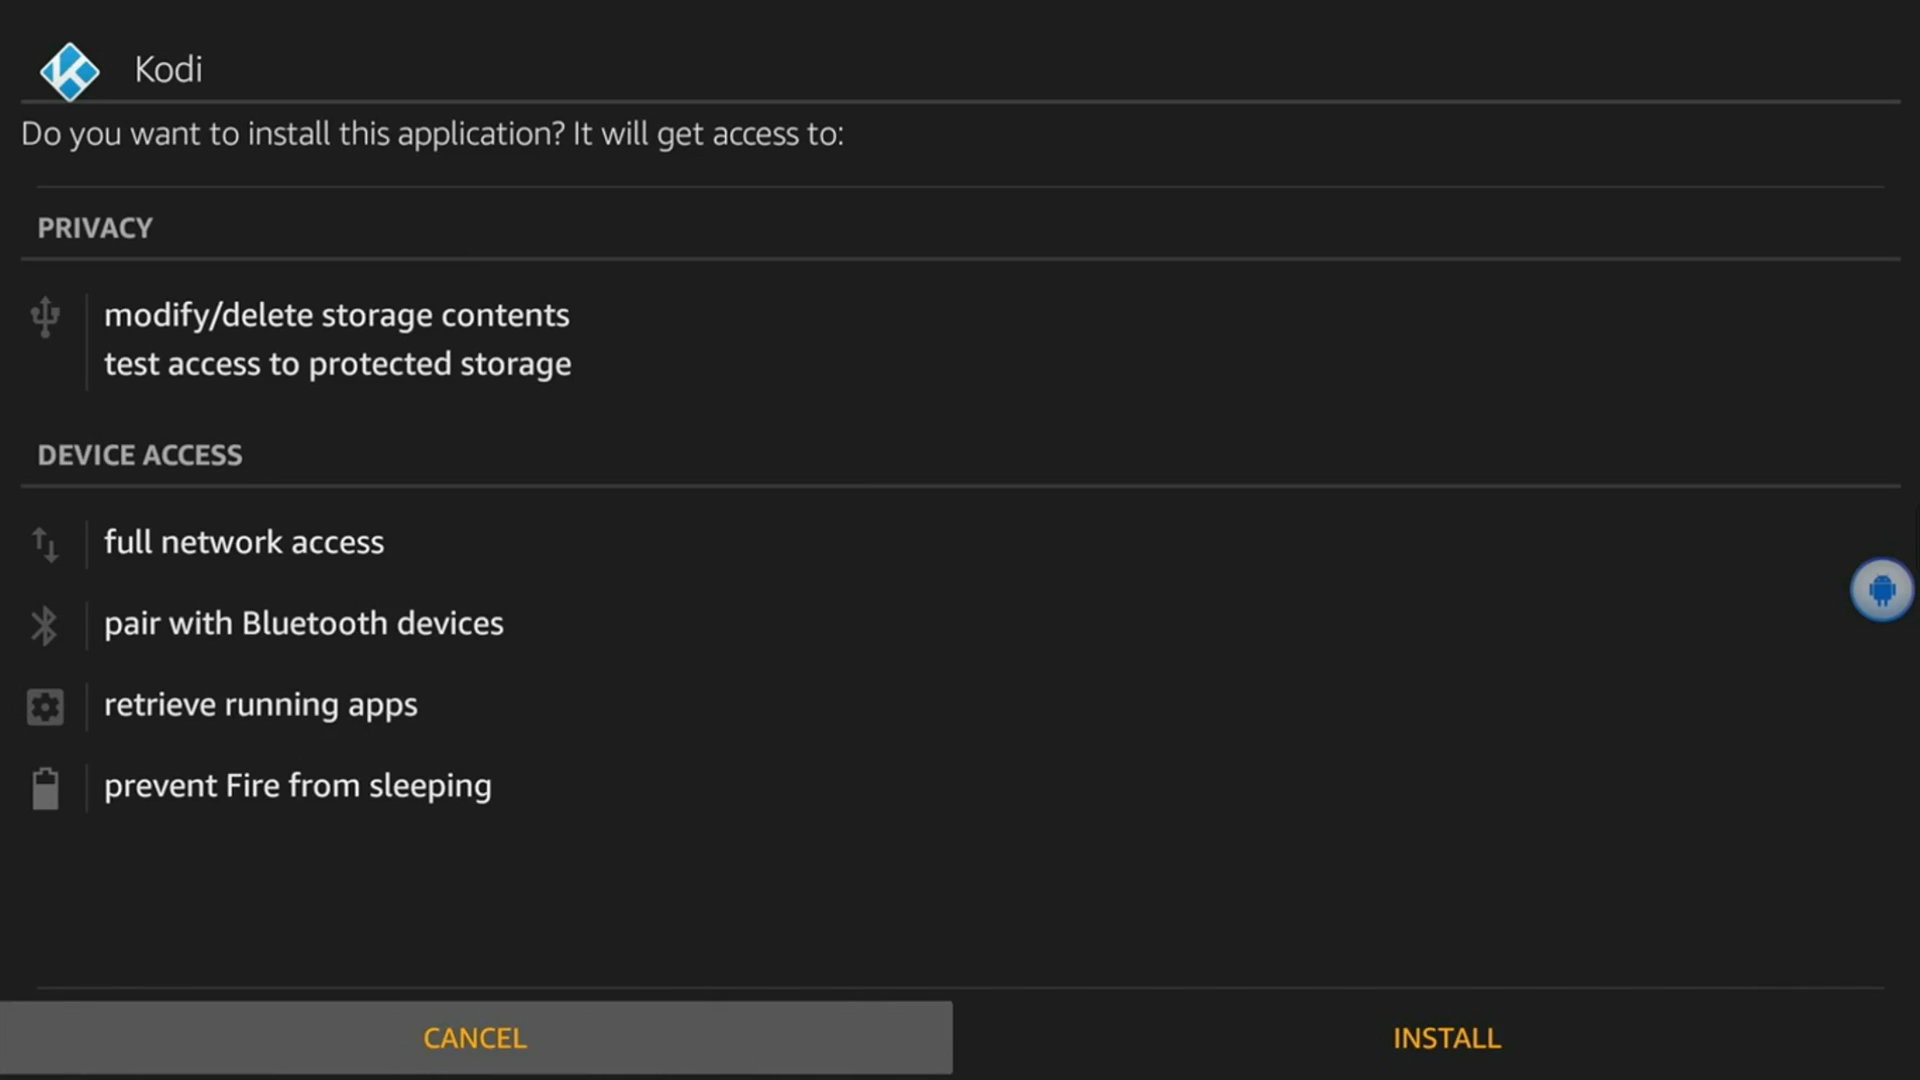 Kodi
Do you want to install this application? It will get access to:
PRIVACY
modify/delete storage contents
test access to protected storage
DEVICE ACCESS
full network access
pair with Bluetooth devices
retrieve running apps
prevent Fire from sleeping
CANCEL
INSTALL